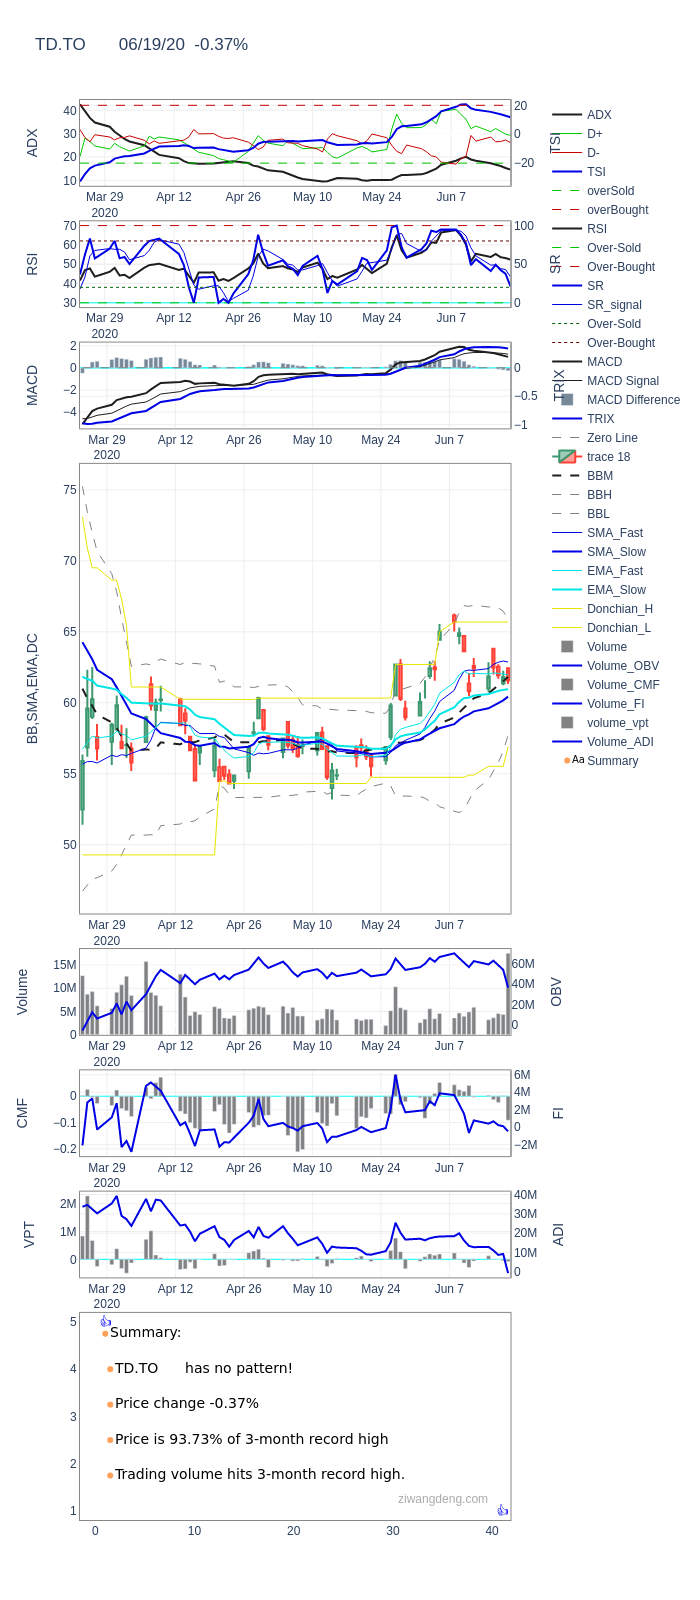 TD.TO 06/19/20 -0.37%
ADX
40
30
20
10
20
0
−20
TSI
Mar 29
2020
Apr 12
Apr 26
May 10
May 24
Jun 7
RSI
70
60
50
40
30
100
50
0
SR
Mar 29
2020
Apr 12
Apr 26
May 10
May 24
Jun 7
MACD
2
0
−2
−4
0
−0.5
−1
TRIX
Mar 29
2020
Apr 12
Apr 26
May 10
May 24
Jun 7
BB,SMA,EMA,DC
75
70
65
60
55
50
Mar 29
2020
Apr 12
Apr 26
May 10
May 24
Jun 7
Volume
15M
10M
5M
0
60M
40M
20M
0
OBV
Mar 29
2020
Apr 12
Apr 26
May 10
May 24
Jun 7
CMF
0
−0.1
−0.2
6M
4M
2M
0
−2M
FI
Mar 29
2020
Apr 12
Apr 26
May 10
May 24
Jun 7
VPT
2M
1M
0
40M
30M
20M
10M
0
ADI
Mar 29
2020
Apr 12
Apr 26
May 10
May 24
Jun 7
5
4
3
2
1
Summary:
TD.TO has no pattern!
Price change -0.37%
Price is 93.73% of 3-month record high
Trading volume hits 3-month record high.
ziwangdeng.com
0
10
20
30
40
ADX
D+
D-
TSI
overSold
overBought
RSI
Over-Sold
Over-Bought
SR
SR_signal
Over-Sold
Over-Bought
MACD
MACD Signal
MACD Difference
TRIX
Zero Line
trace 18
BBM
BBH
BBL
SMA_Fast
SMA_Slow
EMA_Fast
EMA_Slow
Donchian_H
Donchian_L
Volume
Volume_OBV
Volume_CMF
Volume_FI
volume_vpt
Volume_ADI
Aa Summary